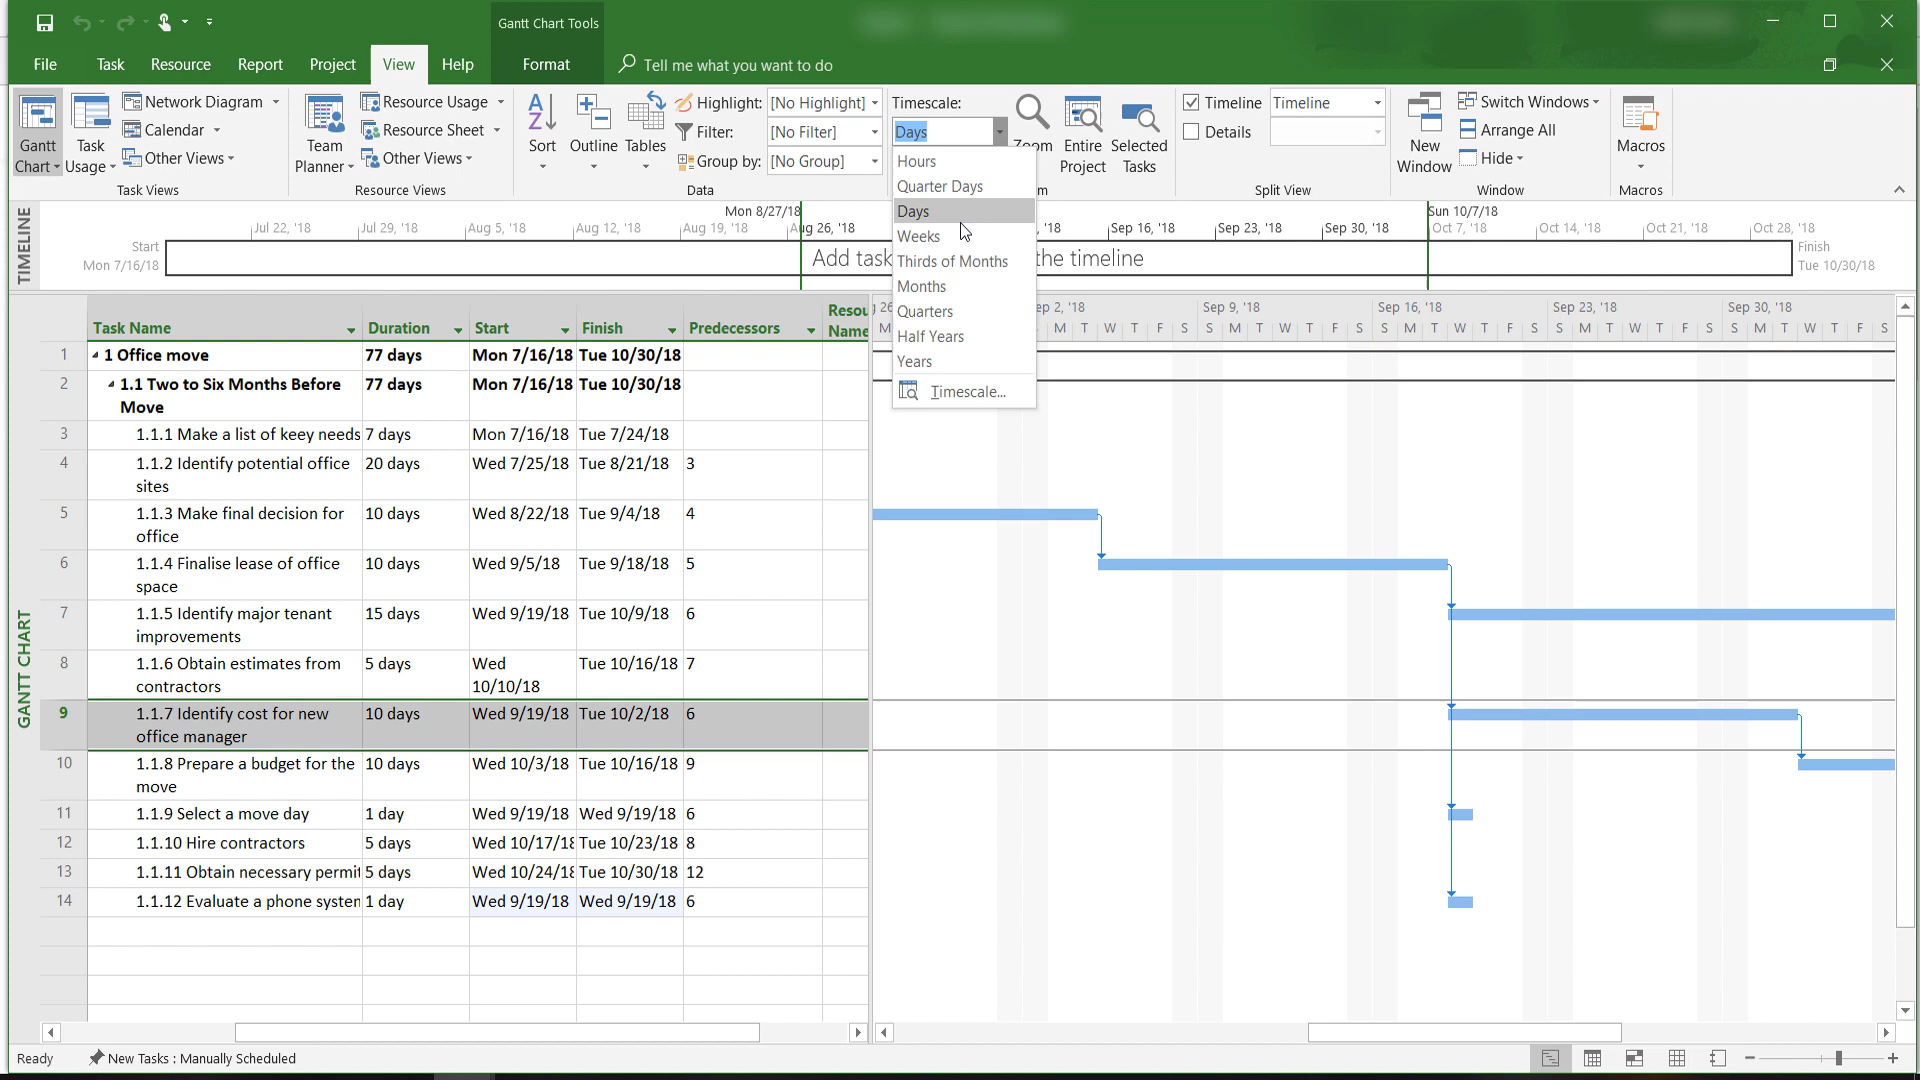 Gantt Chart Tools
File Task Resource Report Project View Help Format Tell me what you want to do
Gantt Chart
Task Usage
Network Diagram
Calendar
Other Views
Task Views
Team Planner
Resource Usage
Resource Sheet
Other Views
Resource Views
Sort
Outline
Tables
Highlight: [No Highlight]
Filter: [No Filter]
Group by: [No Group]
Data
Timescale:
Days
Hours
Quarter Days
Days
Weeks
Thirds of Months
Months
Quarters
Half Years
Years
Timescale...
Zoom
Entire Project
Selected Tasks
Timeline Timeline
Details
Split View
New Window
Switch Windows
Arrange All
Hide
Window
Macros
Macros
TIMELINE
Mon 8/27/18 Sun 10/7/18
Jul 22, '18 Jul 29, '18 Aug 5, '18 Aug 12, '18 Aug 19, '18 Aug 26, '18 , '18 Sep 16, '18 Sep 23, '18 Sep 30, '18 Oct 7, '18 Oct 14, '18 Oct 21, '18 Oct 28, '18
Start
Mon 7/16/18
Add task the timeline
Finish
Tue 10/30/18
GANTT CHART
Task Name Duration Start Finish Predecessors Resou Name
26 p 2, '18 Sep 9, '18 Sep 16, '18 Sep 23, '18 Sep 30, '18
M M T W T F S S M T W T F S S M T W T F S S M T W T F S S M T W T F S
1 1 Office move 77 days Mon 7/16/18 Tue 10/30/18
2 1.1 Two to Six Months Before Move 77 days Mon 7/16/18 Tue 10/30/18
3 1.1.1 Make a list of keey needs 7 days Mon 7/16/18 Tue 7/24/18
4 1.1.2 Identify potential office sites 20 days Wed 7/25/18 Tue 8/21/18 3
5 1.1.3 Make final decision for office 10 days Wed 8/22/18 Tue 9/4/18 4
6 1.1.4 Finalise lease of office space 10 days Wed 9/5/18 Tue 9/18/18 5
7 1.1.5 Identify major tenant improvements 15 days Wed 9/19/18 Tue 10/9/18 6
8 1.1.6 Obtain estimates from contractors 5 days Wed 10/10/18 Tue 10/16/18 7
9 1.1.7 Identify cost for new office manager 10 days Wed 9/19/18 Tue 10/2/18 6
10 1.1.8 Prepare a budget for the move 10 days Wed 10/3/18 Tue 10/16/18 9
11 1.1.9 Select a move day 1 day Wed 9/19/18 Wed 9/19/18 6
12 1.1.10 Hire contractors 5 days Wed 10/17/18 Tue 10/23/18 8
13 1.1.11 Obtain necessary permit 5 days Wed 10/24/18 Tue 10/30/18 12
14 1.1.12 Evaluate a phone system 1 day Wed 9/19/18 Wed 9/19/18 6
Ready New Tasks : Manually Scheduled